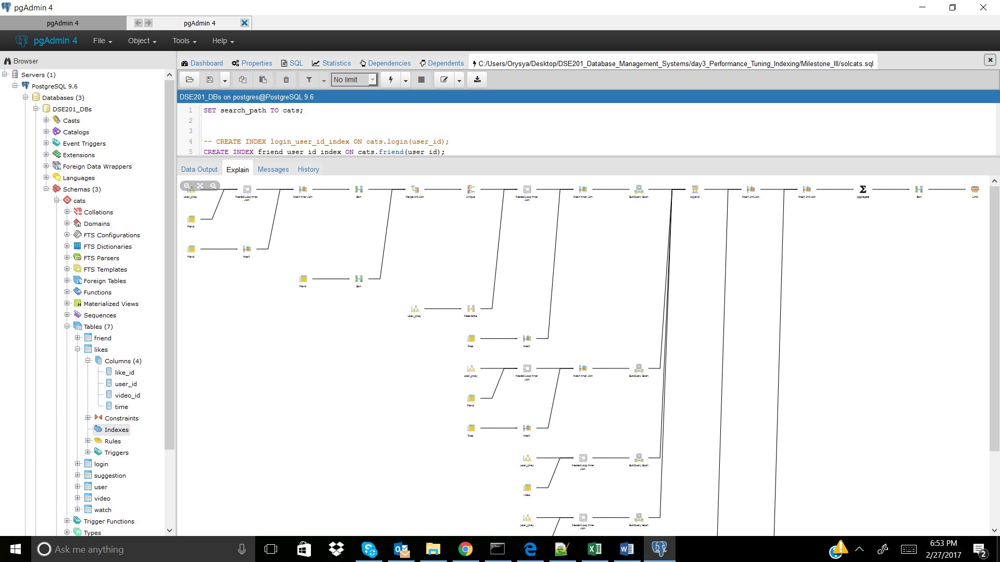 pgAdmin 4
pgAdmin 4
pgAdmin 4
pgAdmin 4 File Object Tools Help
Browser
Servers (1)
PostgreSQL 9.6
Databases (3)
DSE201_DBs
Casts
Catalogs
Event Triggers
Extensions
Foreign Data Wrappers
Languages
Schemas (3)
cats
Collations
Domains
FTS Configurations
FTS Dictionaries
FTS Parsers
FTS Templates
Foreign Tables
Functions
Materialized Views
Sequences
Tables (7)
friend
likes
Columns (4)
like_id
user_id
video_id
time
Constraints
Indexes
Rules
Triggers
login
suggestion
user
video
watch
Trigger Functions
Types
Dashboard Properties SQL Statistics Dependencies Dependents C:/Users/Orysya/Desktop/DSE201_Database_Management_Systems/day3_Performance_Tuning_Indexing/Milestone_III/solcats.sql
No limit
DSE201_DBs on postgres@PostgreSQL 9.6
1 SET search_path TO cats;
2
3
4 -- CREATE INDEX login_user_id_index ON cats.login(user_id);
5 CREATE INDEX friend_user_id_index ON cats.friend(user_id);
Data Output Explain Messages History
user_pkey Nested Loop Inner Join Hash Inner Join Sort Merge Anti Join Unique Nested Loop Inner Join Hash Inner Join SubQuery Scan Append Hash Anti Join Hash Anti Join Aggregate Sort Limit
friend
friend Hash
friend Sort
user_pkey Materialize
likes Hash
user_pkey Nested Loop Inner Join Hash Inner Join SubQuery Scan
friend
likes Hash
user_pkey Nested Loop Inner Join SubQuery Scan
video
user_pkey Nested Loop Inner Join SubQuery Scan
Ask me anything
6:53 PM
2/27/2017
2